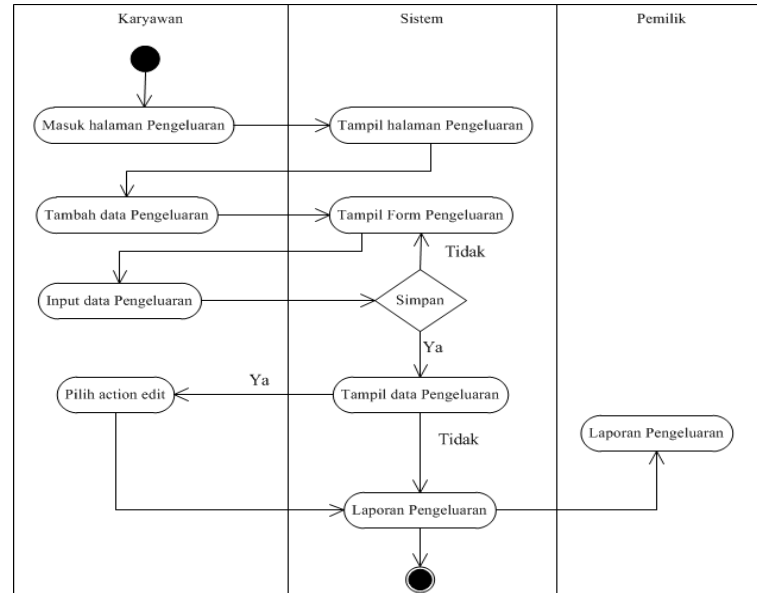 Karyawan
Sistem
Pemilik
Masuk halaman Pengeluaran
Tampil halaman Pengeluaran
Tambah data Pengeluaran
Tampil Form Pengeluaran
Tidak
Input data Pengeluaran
Simpan
Ya
Ya
Pilih action edit
Tampil data Pengeluaran
Tidak
Laporan Pengeluaran
Laporan Pengeluaran